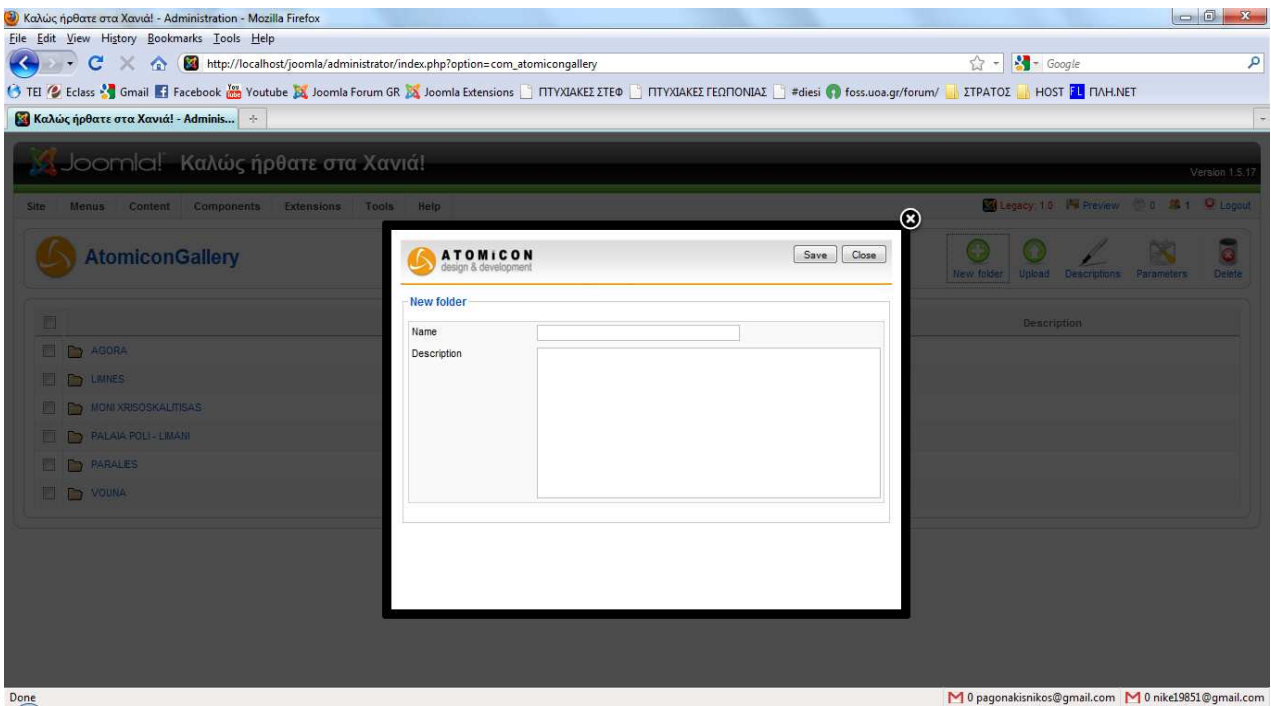 Καλώς ήρθατε στα Χανιά! - Administration - Mozilla Firefox
File Edit View History Bookmarks Tools Help
http://localhost/joomla/administrator/index.php?option=com_atomicongallery
Google
TEI Eclass Gmail Facebook Youtube Joomla Forum GR Joomla Extensions ΠΤΥΧΙΑΚΕΣ ΣΤΕΦ ΠΤΥΧΙΑΚΕΣ ΓΕΩΠΟΝΙΑΣ #diesi foss.uoa.gr/forum/ ΣΤΡΑΤΟΣ HOST ΠΛΗ.ΝΕΤ
Καλώς ήρθατε στα Χανιά! - Adminis...
Joomla! Καλώς ήρθατε στα Χανιά!
Version 1.5.17
Site Menus Content Components Extensions Tools Help
Legacy: 1.0 Preview 0 1 Logout
AtomiconGallery
New folder Upload Descriptions Parameters Delete
ATOMiCON
design & development
Save Close
New folder
Name
Description
Description
AGORA
LIMNES
MONI XRISOSKALITISAS
PALAIA POLI - LIMANI
PARALIES
VOUNA
Done
0 pagonakisnikos@gmail.com 0 nike19851@gmail.com